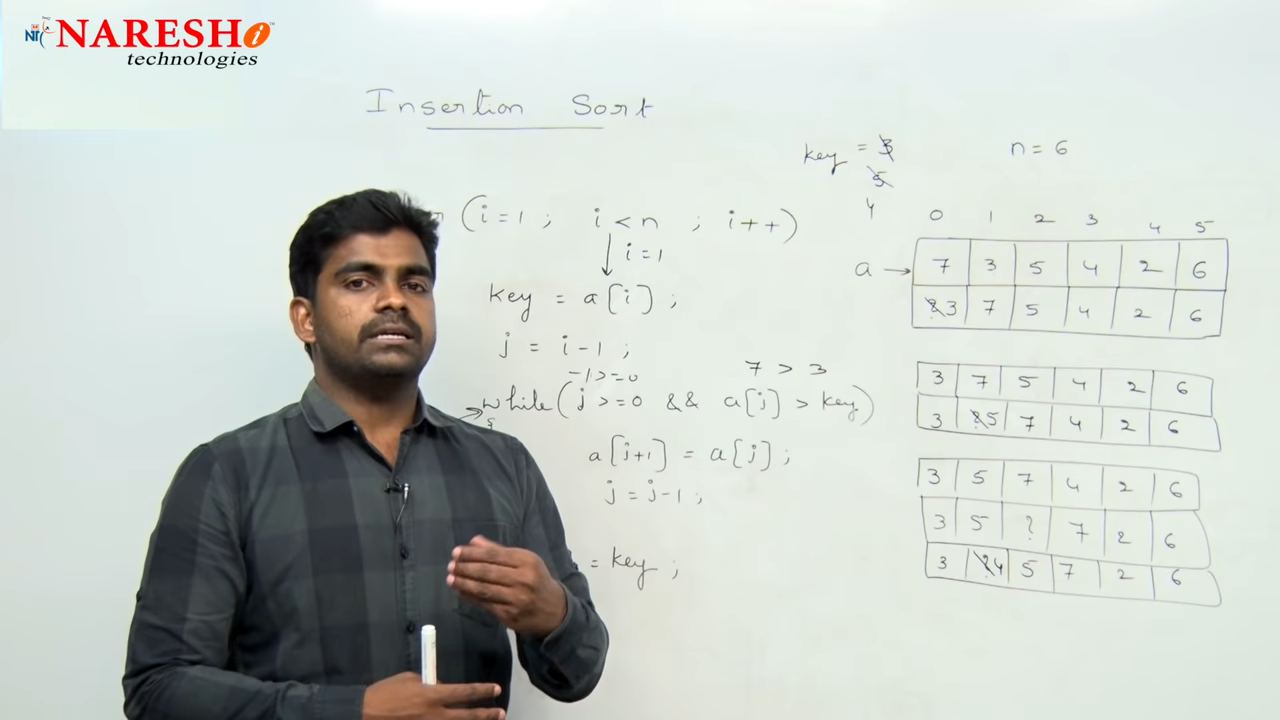 NARESH i
technologies
Insertion Sort
key = 3
5
4
n = 6
(i=1 ; i < n ; i++)
i=1
key = a[i] ;
j = i-1 ;
-1>=0
7 > 3
while(j >=0 && a[j] > key)
{
a[j+1] = a[j] ;
j = j-1 ;
= key ;
0 1 2 3 4 5
a → 7 3 5 4 2 6
3 7 5 4 2 6
3 7 5 4 2 6
3 5 7 4 2 6
3 5 7 4 2 6
3 5 ? 7 2 6
3 4 5 7 2 6